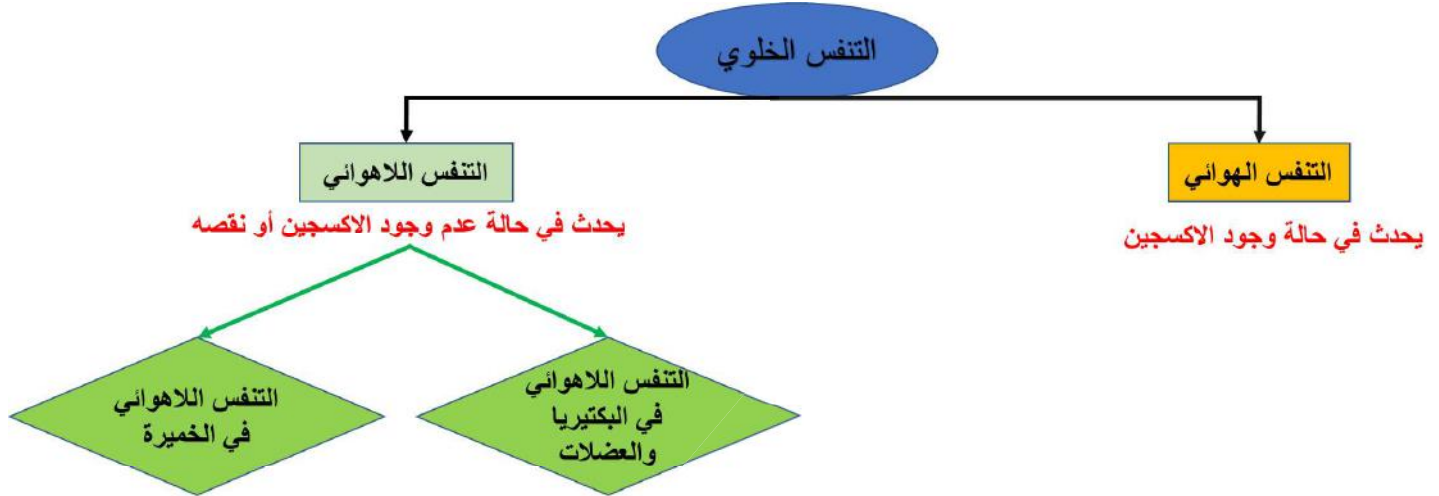 التنفس الخلوي
التنفس الهوائي
يحدث في حالة وجود الاكسجين
التنفس اللاهوائي
يحدث في حالة عدم وجود الاكسجين أو نقصه
التنفس اللاهوائي
في البكتيريا
والعضلات
التنفس اللاهوائي
في الخميرة